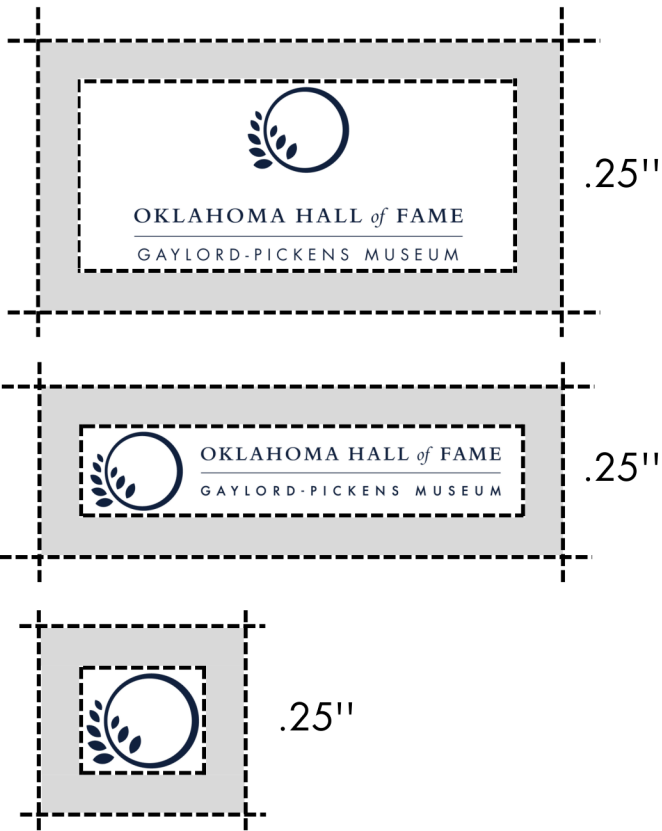 OKLAHOMA HALL of FAME
GAYLORD-PICKENS MUSEUM
.25''
OKLAHOMA HALL of FAME
GAYLORD-PICKENS MUSEUM
.25''
.25''